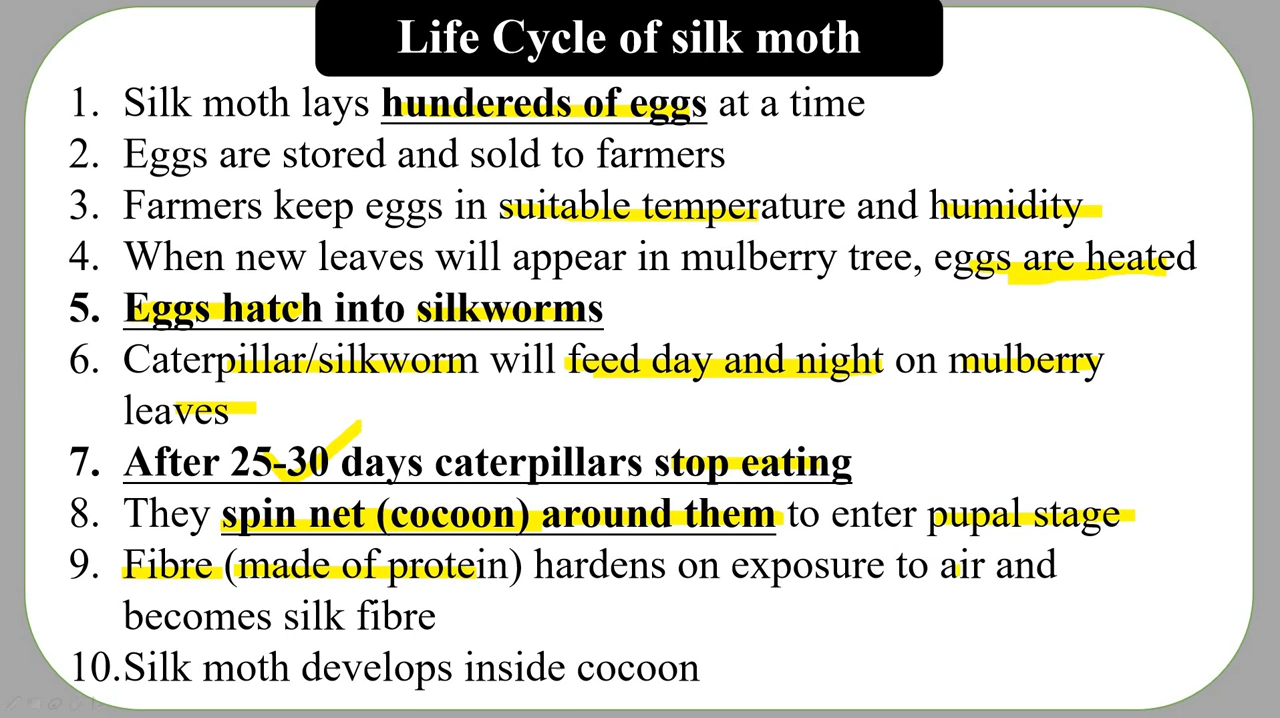 Life Cycle of silk moth
1. Silk moth lays hundereds of eggs at a time
2. Eggs are stored and sold to farmers
3. Farmers keep eggs in suitable temperature and humidity
4. When new leaves will appear in mulberry tree, eggs are heated
5. Eggs hatch into silkworms
6. Caterpillar/silkworm will feed day and night on mulberry
leaves
7. After 25-30 days caterpillars stop eating
8. They spin net (cocoon) around them to enter pupal stage
9. Fibre (made of protein) hardens on exposure to air and
becomes silk fibre
10.Silk moth develops inside cocoon